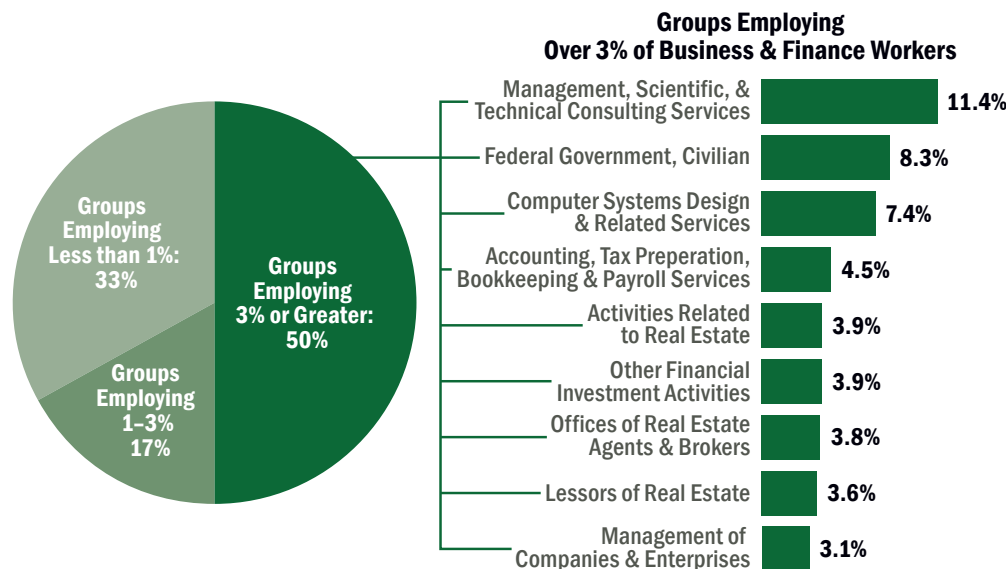 Groups Employing
Over 3% of Business & Finance Workers
Groups
Employing
Less than 1%:
33%
Groups
Employing
1–3%
17%
Groups
Employing
3% or Greater:
50%
Management, Scientific, &
Technical Consulting Services
11.4%
Federal Government, Civilian
8.3%
Computer Systems Design
& Related Services
7.4%
Accounting, Tax Preperation,
Bookkeeping & Payroll Services
4.5%
Activities Related
to Real Estate
3.9%
Other Financial
Investment Activities
3.9%
Offices of Real Estate
Agents & Brokers
3.8%
Lessors of Real Estate
3.6%
Management of
Companies & Enterprises
3.1%